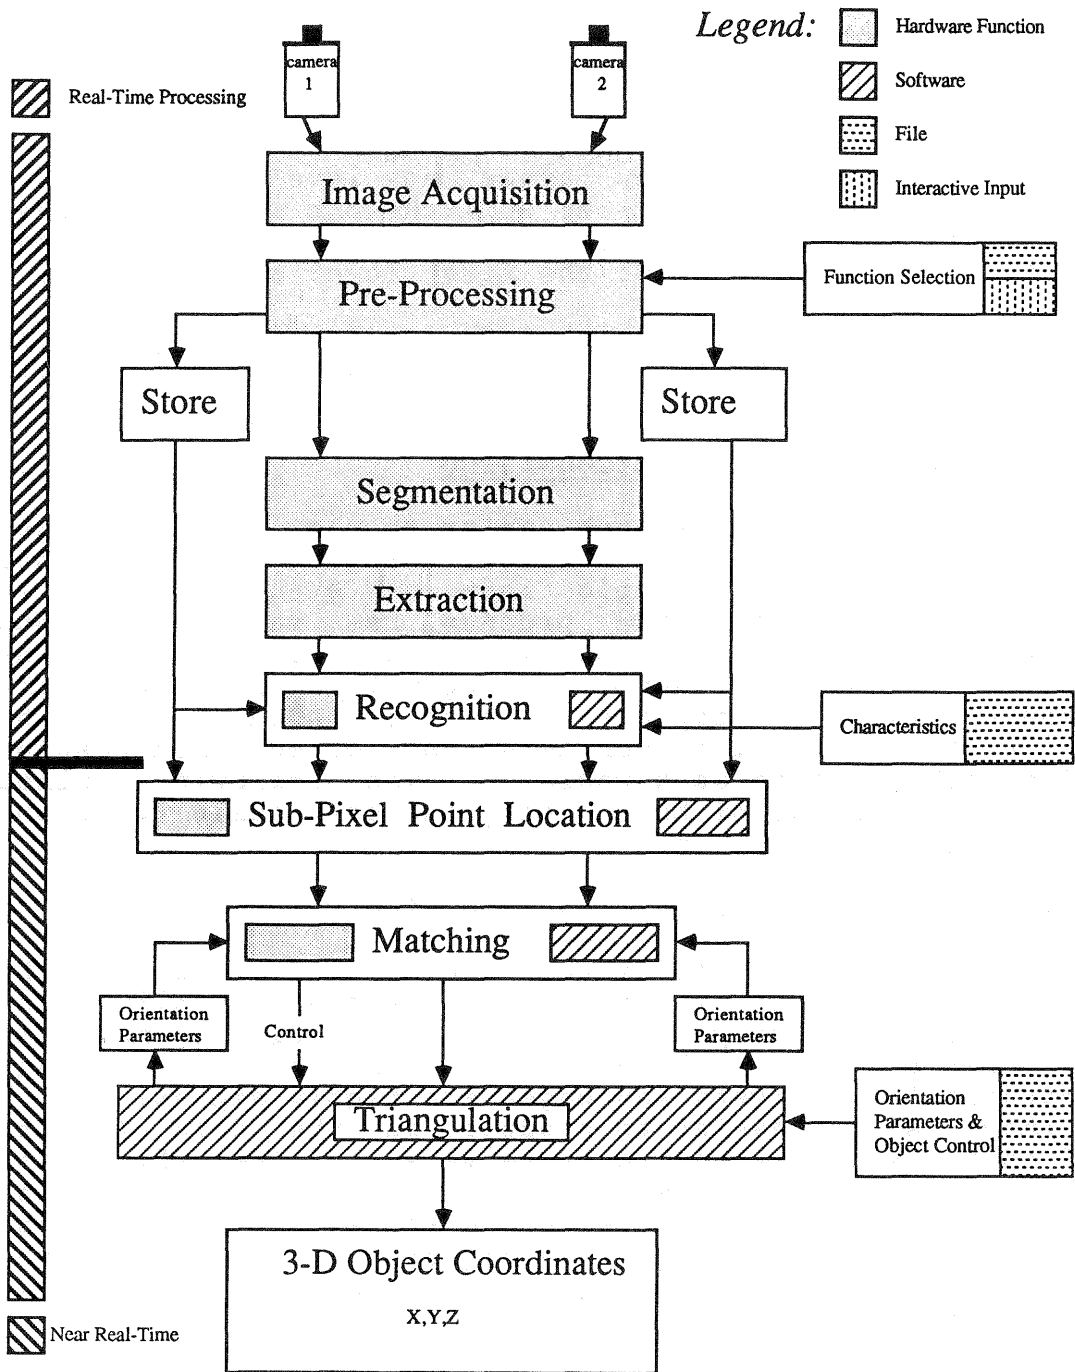 Legend:
Hardware Function
Software
File
Interactive Input
Real-Time Processing
camera
1
camera
2
Image Acquisition
Pre-Processing
Function Selection
Store
Store
Segmentation
Extraction
Recognition
Characteristics
Sub-Pixel Point Location
Matching
Orientation
Parameters
Control
Orientation
Parameters
Triangulation
Orientation
Parameters &
Object Control
3-D Object Coordinates
X,Y,Z
Near Real-Time